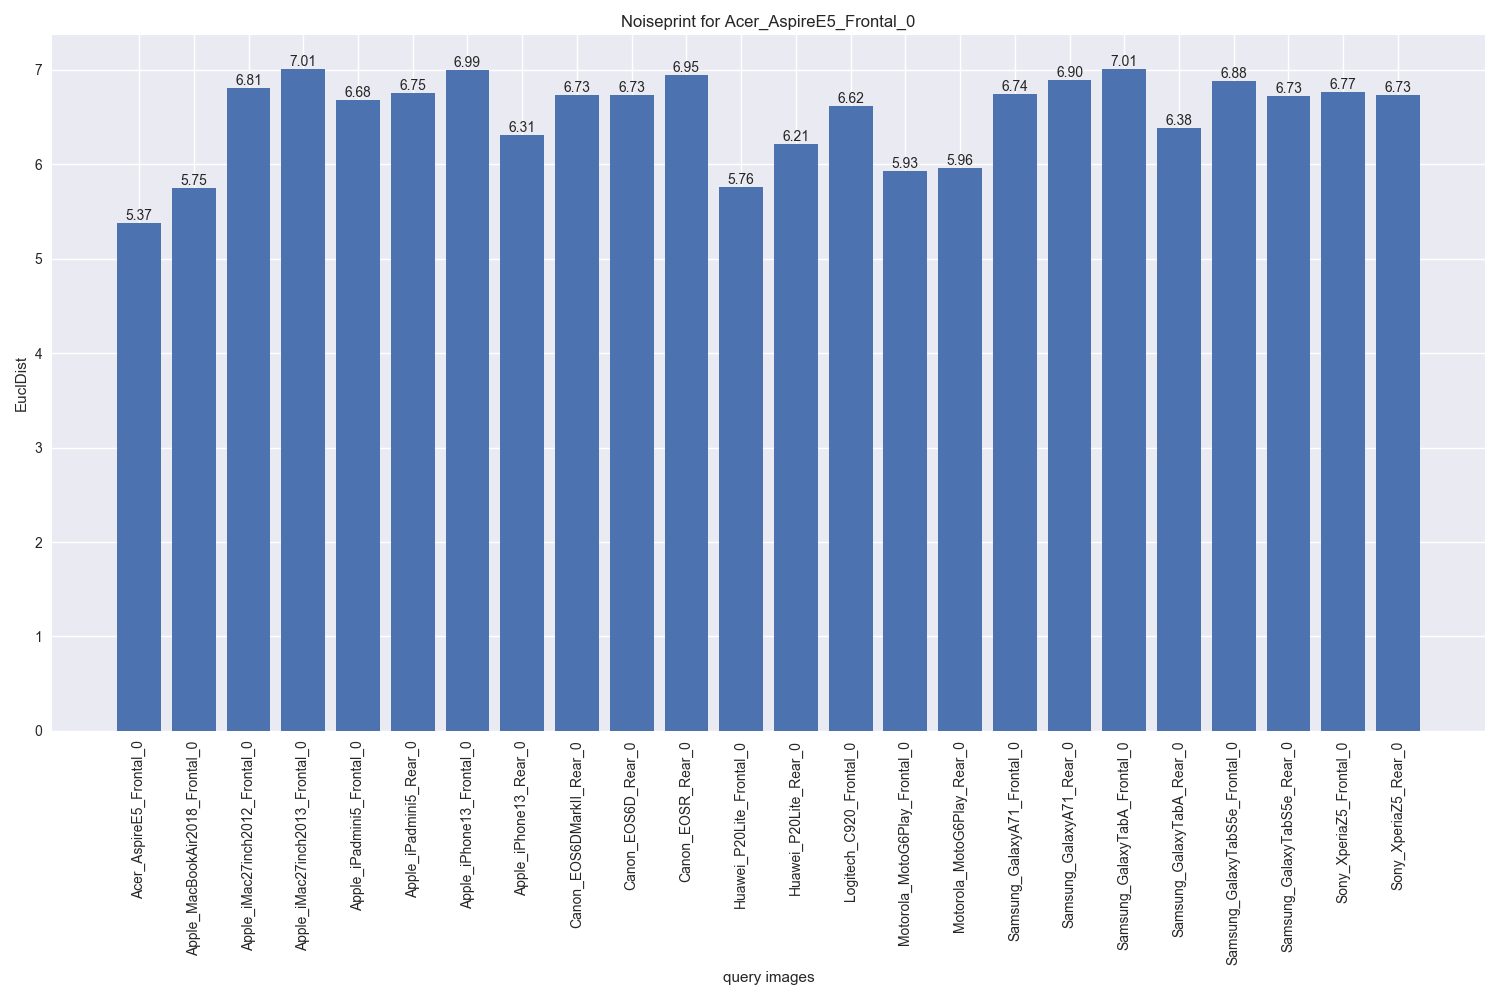 Noiseprint for Acer_AspireE5_Frontal_0
EuclDist
7
6
5
4
3
2
1
0
5.37
5.75
6.81
7.01
6.68
6.75
6.99
6.31
6.73
6.73
6.95
5.76
6.21
6.62
5.93
5.96
6.74
6.90
7.01
6.38
6.88
6.73
6.77
6.73
Acer_AspireE5_Frontal_0
Apple_MacBookAir2018_Frontal_0
Apple_iMac27inch2012_Frontal_0
Apple_iMac27inch2013_Frontal_0
Apple_iPadmini5_Frontal_0
Apple_iPadmini5_Rear_0
Apple_iPhone13_Frontal_0
Apple_iPhone13_Rear_0
Canon_EOS6DMarkII_Rear_0
Canon_EOS6D_Rear_0
Canon_EOSR_Rear_0
Huawei_P20Lite_Frontal_0
Huawei_P20Lite_Rear_0
Logitech_C920_Frontal_0
Motorola_MotoG6Play_Frontal_0
Motorola_MotoG6Play_Rear_0
Samsung_GalaxyA71_Frontal_0
Samsung_GalaxyA71_Rear_0
Samsung_GalaxyTabA_Frontal_0
Samsung_GalaxyTabA_Rear_0
Samsung_GalaxyTabS5e_Frontal_0
Samsung_GalaxyTabS5e_Rear_0
Sony_XperiaZ5_Frontal_0
Sony_XperiaZ5_Rear_0
query images